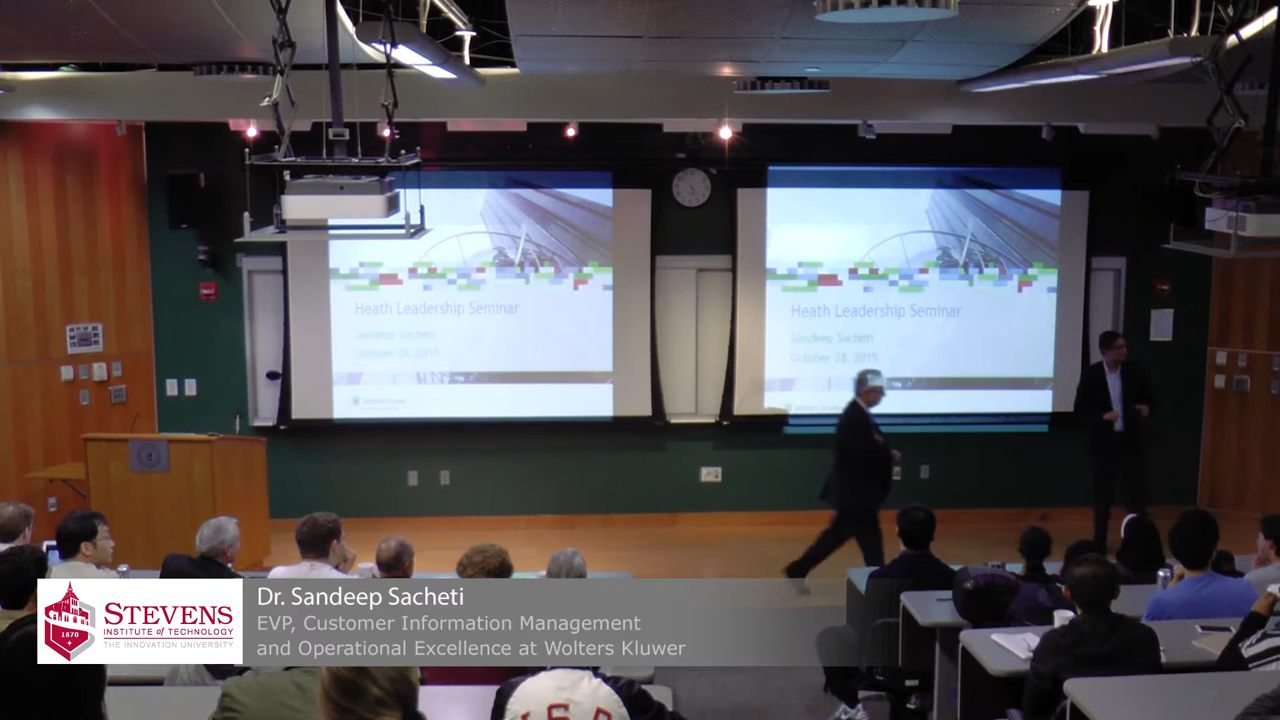 Heath Leadership Seminar
Sandeep Sacheti
October 28, 2015
Heath Leadership Seminar
Sandeep Sacheti
October 28, 2015
1870
STEVENS
INSTITUTE of TECHNOLOGY
THE INNOVATION UNIVERSITY
Dr. Sandeep Sacheti
EVP, Customer Information Management
and Operational Excellence at Wolters Kluwer